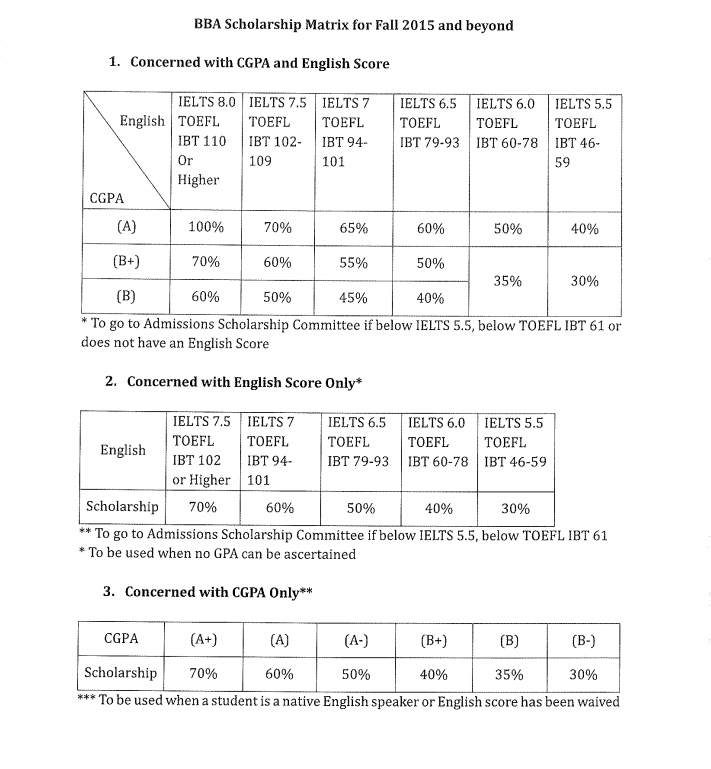 BBA Scholarship Matrix for Fall 2015 and beyond
1. Concerned with CGPA and English Score
English
CGPA
IELTS 8.0 TOEFL IBT 110 Or Higher
IELTS 7.5 TOEFL IBT 102-109
IELTS 7 TOEFL IBT 94-101
IELTS 6.5 TOEFL IBT 79-93
IELTS 6.0 TOEFL IBT 60-78
IELTS 5.5 TOEFL IBT 46-59
(A) 100% 70% 65% 60% 50% 40%
(B+) 70% 60% 55% 50%
35% 30%
(B) 60% 50% 45% 40%
* To go to Admissions Scholarship Committee if below IELTS 5.5, below TOEFL IBT 61 or
does not have an English Score
2. Concerned with English Score Only*
English
IELTS 7.5 TOEFL IBT 102 or Higher
IELTS 7 TOEFL IBT 94-101
IELTS 6.5 TOEFL IBT 79-93
IELTS 6.0 TOEFL IBT 60-78
IELTS 5.5 TOEFL IBT 46-59
Scholarship 70% 60% 50% 40% 30%
** To go to Admissions Scholarship Committee if below IELTS 5.5, below TOEFL IBT 61
* To be used when no GPA can be ascertained
3. Concerned with CGPA Only**
CGPA (A+) (A) (A-) (B+) (B) (B-)
Scholarship 70% 60% 50% 40% 35% 30%
*** To be used when a student is a native English speaker or English score has been waived